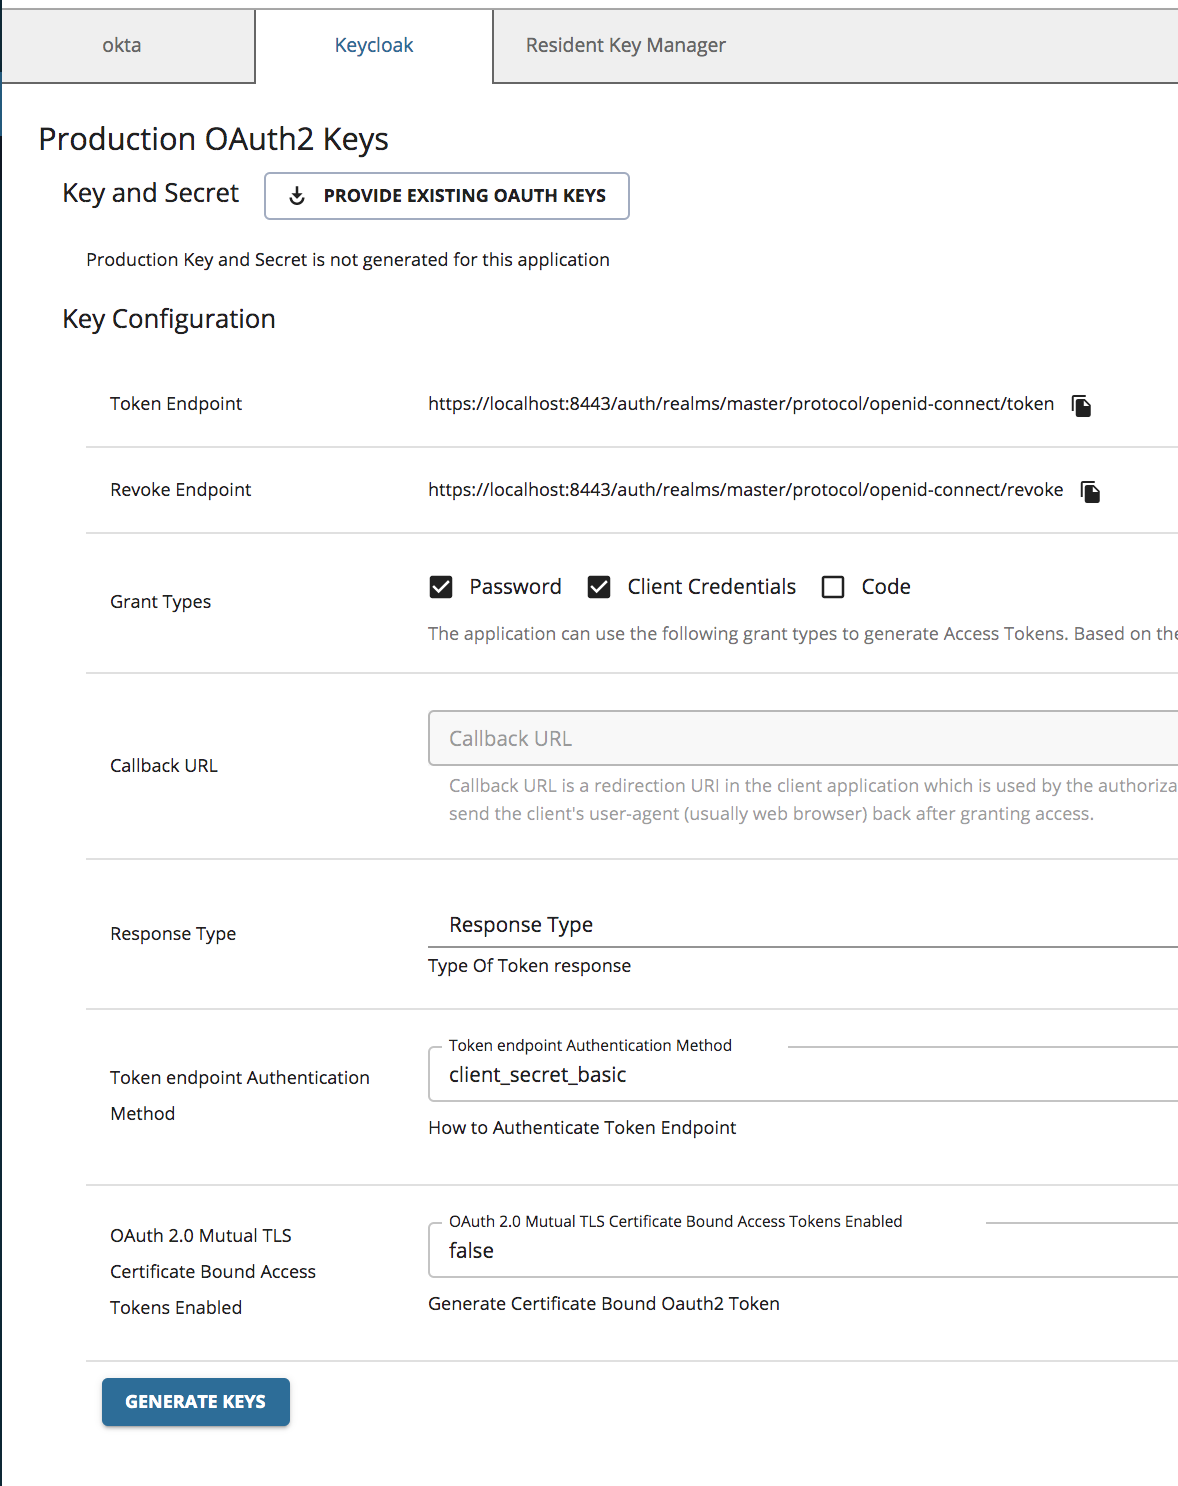 okta
Keycloak
Resident Key Manager
Production OAuth2 Keys
Key and Secret
PROVIDE EXISTING OAUTH KEYS
Production Key and Secret is not generated for this application
Key Configuration
Token Endpoint
https://localhost:8443/auth/realms/master/protocol/openid-connect/token
Revoke Endpoint
https://localhost:8443/auth/realms/master/protocol/openid-connect/revoke
Grant Types
Password
Client Credentials
Code
The application can use the following grant types to generate Access Tokens. Based on the
Callback URL
Callback URL
Callback URL is a redirection URI in the client application which is used by the authoriza
send the client's user-agent (usually web browser) back after granting access.
Response Type
Response Type
Type Of Token response
Token endpoint Authentication
Method
Token endpoint Authentication Method
client_secret_basic
How to Authenticate Token Endpoint
OAuth 2.0 Mutual TLS
Certificate Bound Access
Tokens Enabled
OAuth 2.0 Mutual TLS Certificate Bound Access Tokens Enabled
false
Generate Certificate Bound Oauth2 Token
GENERATE KEYS